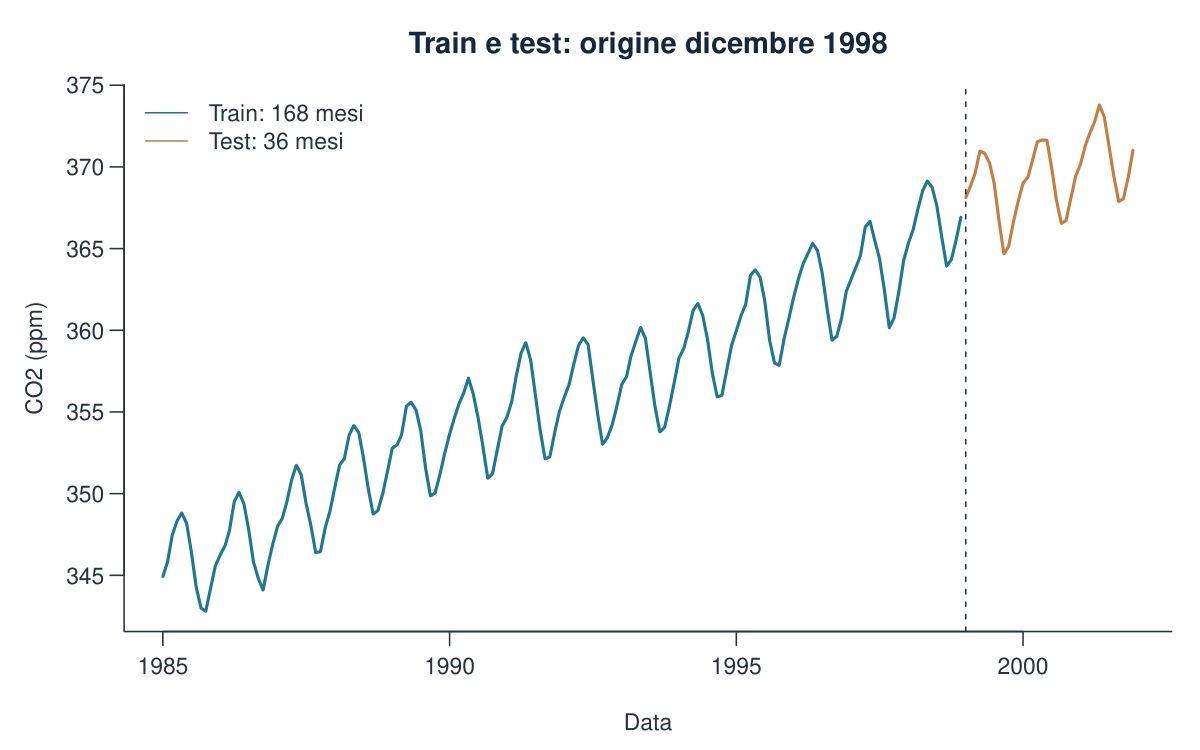 Train e test: origine dicembre 1998
Train: 168 mesi
Test: 36 mesi
CO2 (ppm)
375
370
365
360
355
350
345
1985 1990 1995 2000
Data